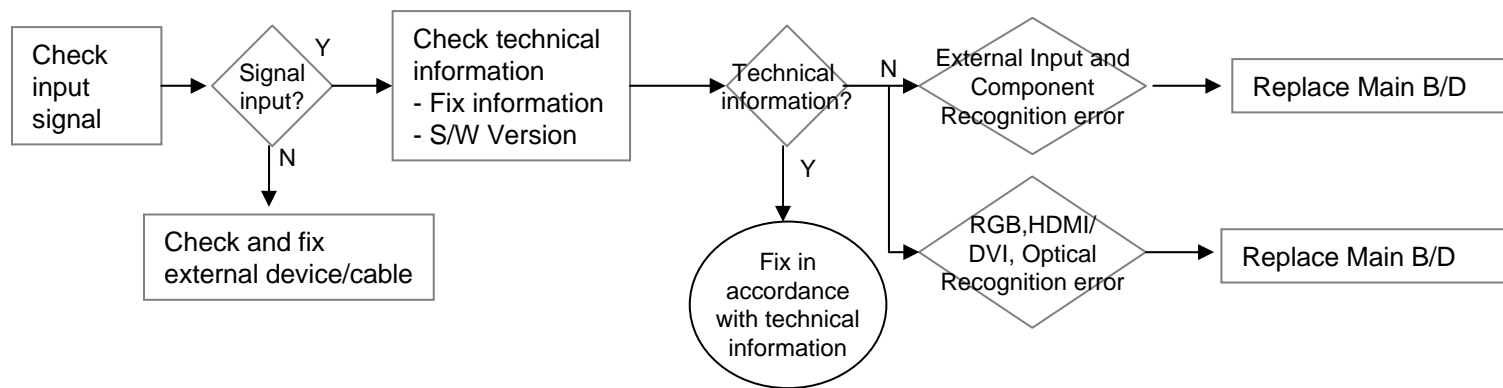 Check
input
signal
Signal
input?
Y
N
Check and fix
external device/cable
Check technical
information
- Fix information
- S/W Version
Technical
information?
N
Y
Fix in
accordance
with technical
information
External Input and
Component
Recognition error
Replace Main B/D
RGB,HDMI/
DVI, Optical
Recognition error
Replace Main B/D